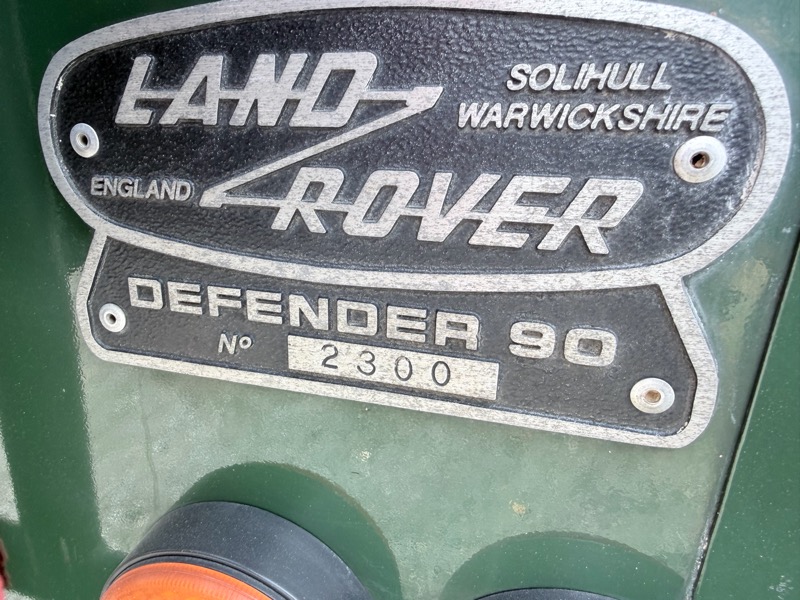 LAND
ROVER
SOLIHULL
WARWICKSHIRE
ENGLAND
DEFENDER 90
Nº 2300